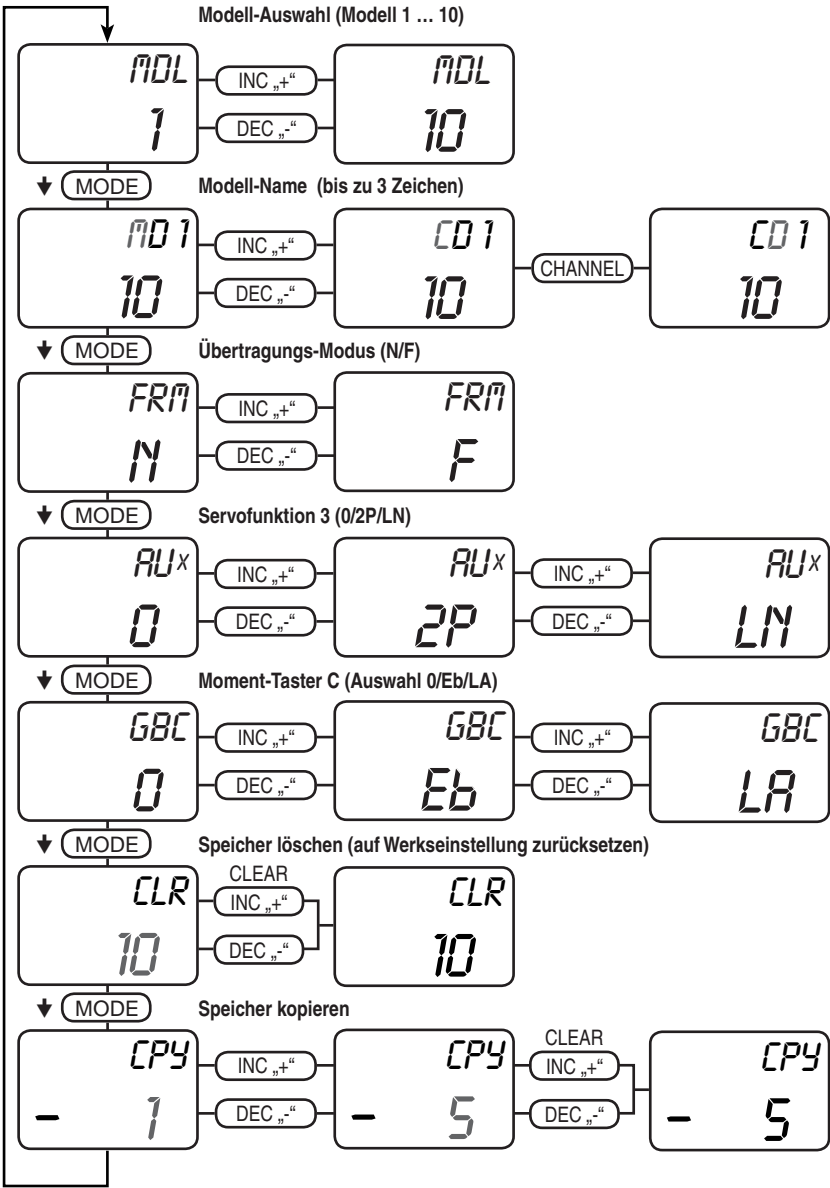 Modell-Auswahl (Modell 1 … 10)
MDL INC „+“ MDL
1 DEC „-“ 10
MODE Modell-Name (bis zu 3 Zeichen)
MD1 INC „+“ CD1 CHANNEL CD1
10 DEC „-“ 10 10
MODE Übertragungs-Modus (N/F)
FRM INC „+“ FRM
N DEC „-“ F
MODE Servofunktion 3 (0/2P/LN)
AUX INC „+“ AUX INC „+“ AUX
0 DEC „-“ 2P DEC „-“ LN
MODE Moment-Taster C (Auswahl 0/Eb/LA)
GBC INC „+“ GBC INC „+“ GBC
0 DEC „-“ Eb DEC „-“ LA
MODE Speicher löschen (auf Werkseinstellung zurücksetzen)
CLEAR
CLR INC „+“ CLR
10 DEC „-“ 10
MODE Speicher kopieren
CLEAR
CPY INC „+“ CPY INC „+“ CPY
- 1 DEC „-“ - 5 DEC „-“ - 5